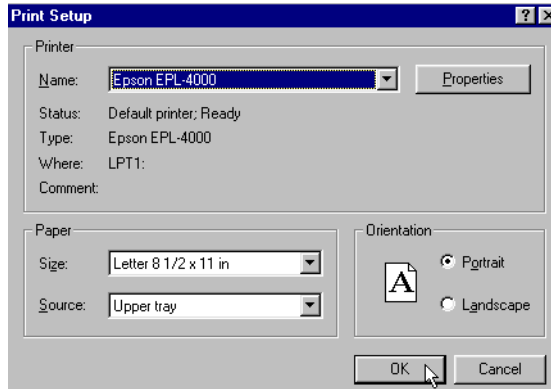 Print Setup
Printer
Name: Epson EPL-4000 Properties
Status: Default printer; Ready
Type: Epson EPL-4000
Where: LPT1:
Comment:
Paper Orientation
Size: Letter 8 1/2 x 11 in A Portrait
Source: Upper tray Landscape
OK Cancel